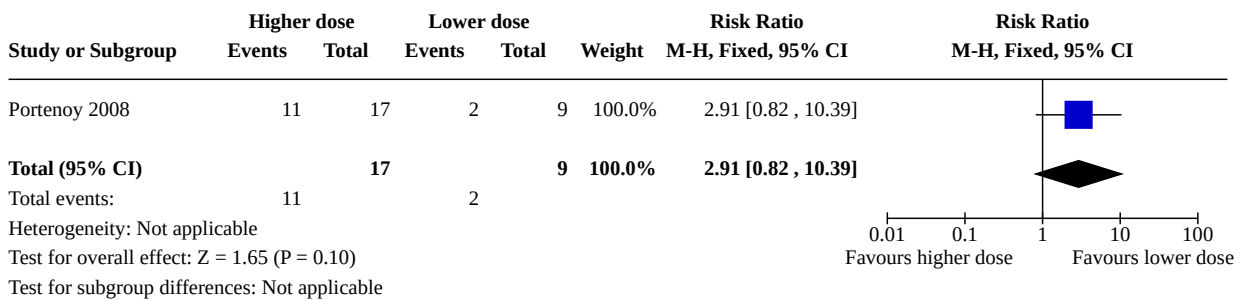 Higher dose Lower dose Risk Ratio Risk Ratio
Study or Subgroup Events Total Events Total Weight M-H, Fixed, 95% CI M-H, Fixed, 95% CI
Portenoy 2008 11 17 2 9 100.0% 2.91 [0.82 , 10.39]
Total (95% CI) 17 9 100.0% 2.91 [0.82 , 10.39]
Total events: 11 2
Heterogeneity: Not applicable
0.01 0.1 1 10 100
Test for overall effect: Z = 1.65 (P = 0.10) Favours higher dose Favours lower dose
Test for subgroup differences: Not applicable